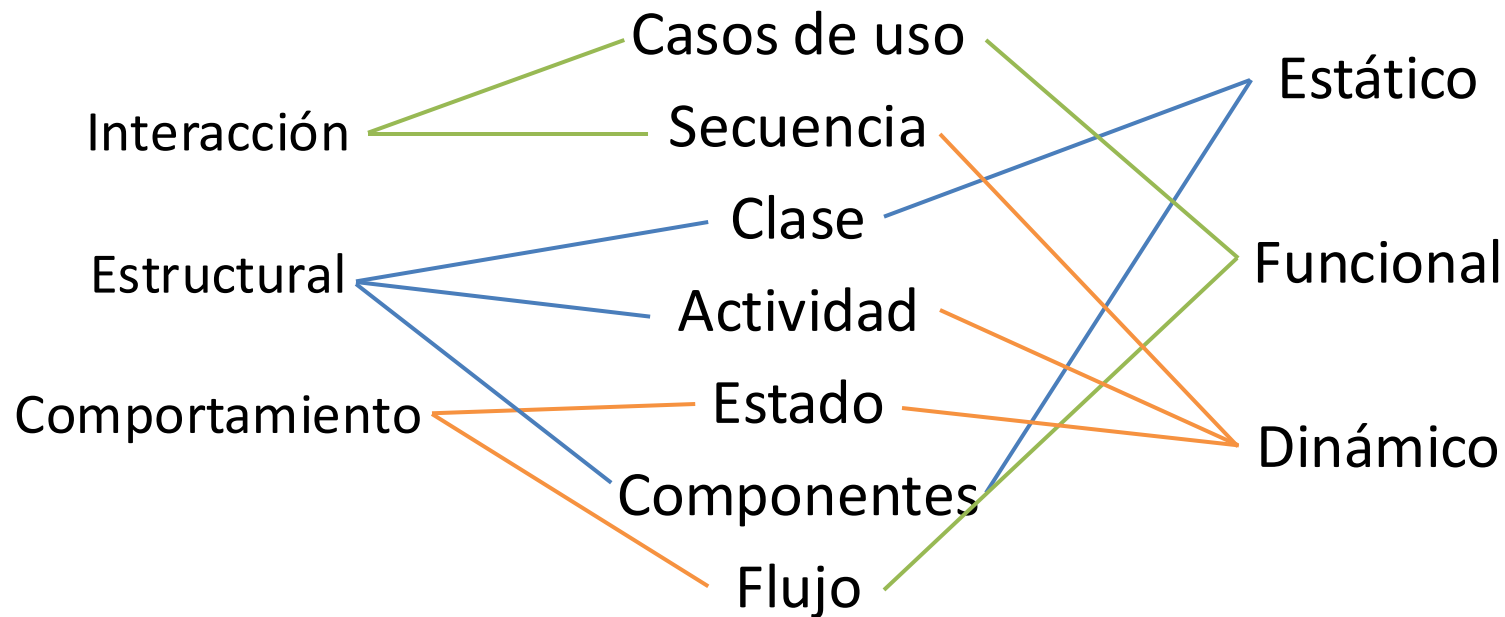 Interacción
Estructural
Comportamiento
Casos de uso
Secuencia
Clase
Actividad
Estado
Componentes
Flujo
Estático
Funcional
Dinámico